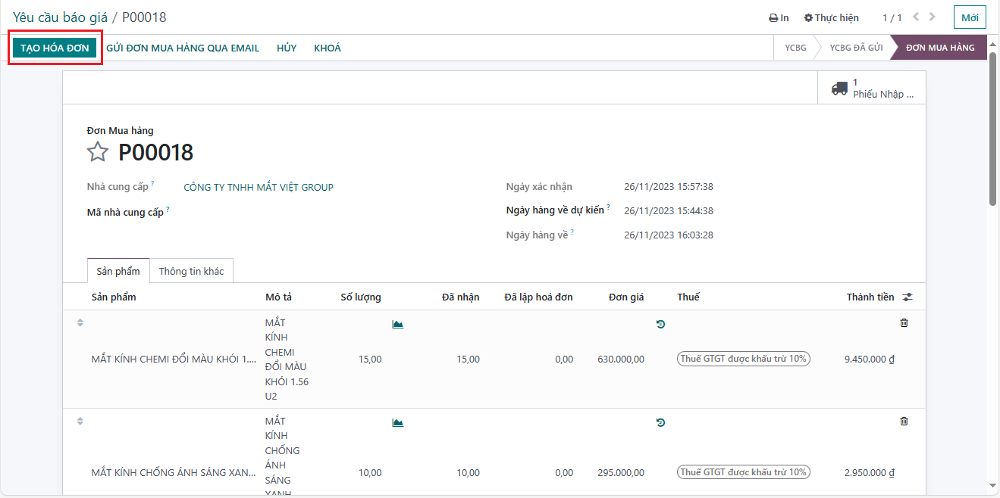 Yêu cầu báo giá / P00018
In
Thực hiện
1 / 1
Mới
TẠO HÓA ĐƠN
GỬI ĐƠN MUA HÀNG QUA EMAIL
HỦY
KHOÁ
YCBG
YCBG ĐÃ GỬI
ĐƠN MUA HÀNG
1
Phiếu Nhập ...
Đơn Mua hàng
P00018
Nhà cung cấp ?
CÔNG TY TNHH MẮT VIỆT GROUP
Mã nhà cung cấp ?
Ngày xác nhận
26/11/2023 15:57:38
Ngày hàng về dự kiến ?
26/11/2023 15:44:38
Ngày hàng về ?
26/11/2023 16:03:28
Sản phẩm
Thông tin khác
Sản phẩm
Mô tả
Số lượng
Đã nhận
Đã lập hoá đơn
Đơn giá
Thuế
Thành tiền
MẮT KÍNH CHEMI ĐỔI MÀU KHÓI 1....
MẮT
KÍNH
CHEMI
ĐỔI MÀU
KHÓI 1.56
U2
15,00
15,00
0,00
630.000,00
Thuế GTGT được khấu trừ 10%
9.450.000 ₫
MẮT KÍNH CHỐNG ÁNH SÁNG XAN...
MẮT
KÍNH
CHỐNG
ÁNH
SÁNG
XANH
10,00
10,00
0,00
295.000,00
Thuế GTGT được khấu trừ 10%
2.950.000 ₫